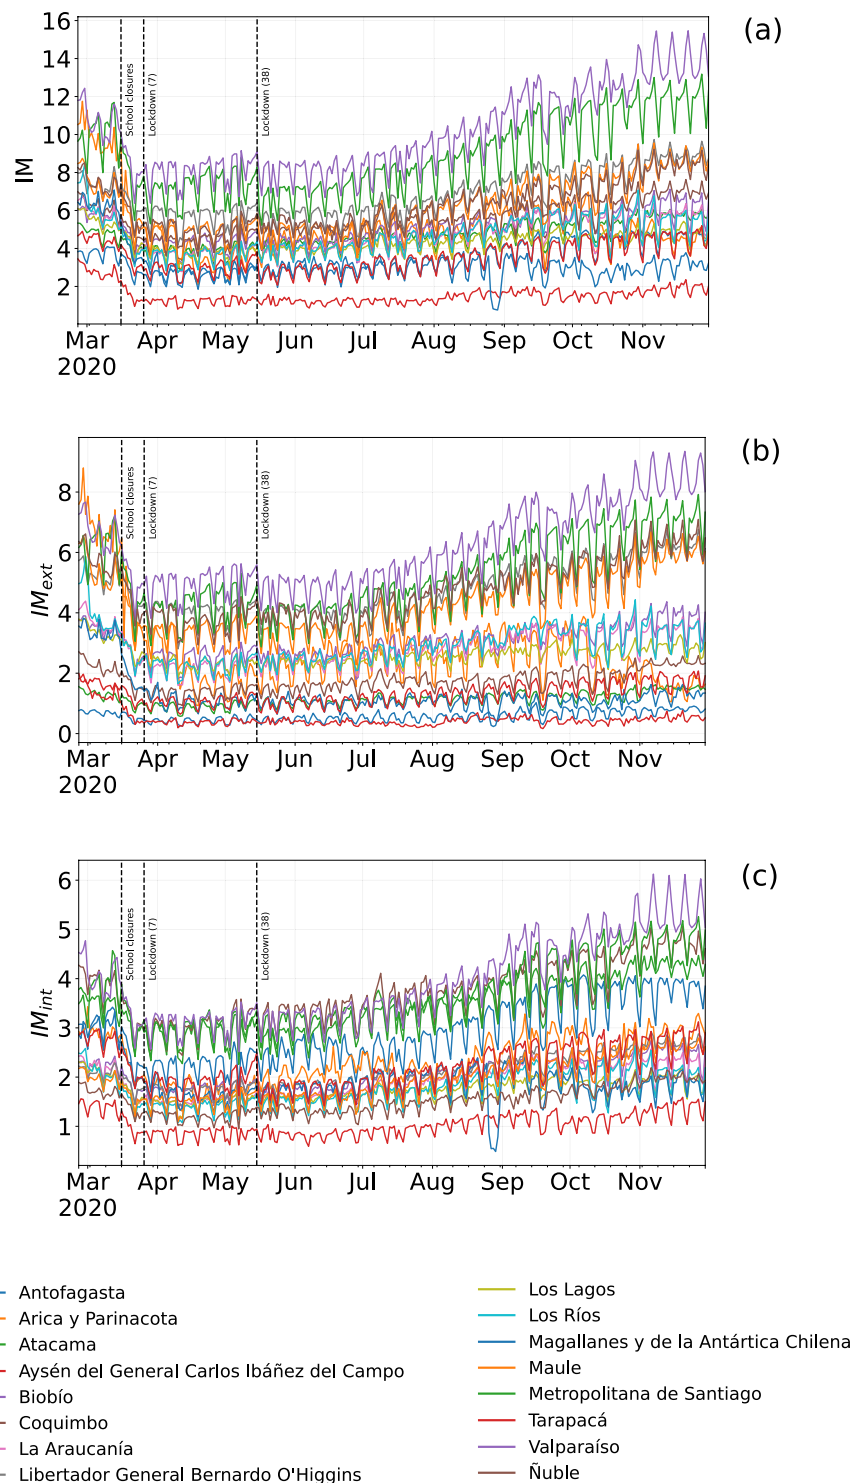 (a)
16
14
12
10
8
6
4
2
IM
School closures
Lockdown (7)
Lockdown (38)
Mar Apr May Jun Jul Aug Sep Oct Nov
2020
(b)
8
6
4
2
0
IM_ext
School closures
Lockdown (7)
Lockdown (38)
Mar Apr May Jun Jul Aug Sep Oct Nov
2020
(c)
6
5
4
3
2
1
IM_int
School closures
Lockdown (7)
Lockdown (38)
Mar Apr May Jun Jul Aug Sep Oct Nov
2020
Antofagasta
Arica y Parinacota
Atacama
Aysén del General Carlos Ibáñez del Campo
Biobío
Coquimbo
La Araucanía
Libertador General Bernardo O'Higgins
Los Lagos
Los Ríos
Magallanes y de la Antártica Chilena
Maule
Metropolitana de Santiago
Tarapacá
Valparaíso
Ñuble